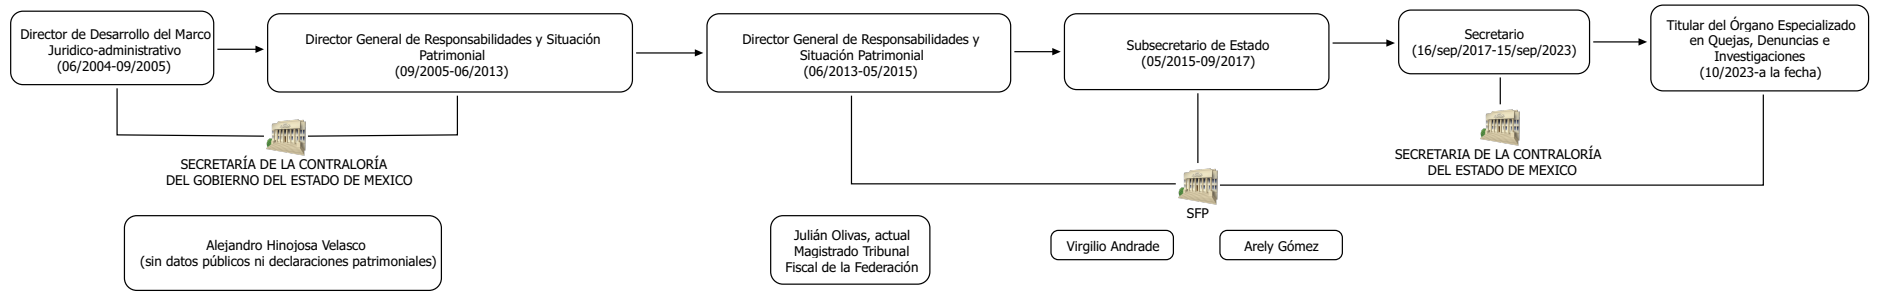 Director de Desarrollo del Marco
Juridico-administrativo
(06/2004-09/2005)
Director General de Responsabilidades y Situación
Patrimonial
(09/2005-06/2013)
Director General de Responsabilidades y
Situación Patrimonial
(06/2013-05/2015)
Subsecretario de Estado
(05/2015-09/2017)
Secretario
(16/sep/2017-15/sep/2023)
Titular del Órgano Especializado
en Quejas, Denuncias e
Investigaciones
(10/2023-a la fecha)
SECRETARÍA DE LA CONTRALORÍA
DEL GOBIERNO DEL ESTADO DE MEXICO
SECRETARIA DE LA CONTRALORÍA
DEL ESTADO DE MEXICO
SFP
Alejandro Hinojosa Velasco
(sin datos públicos ni declaraciones patrimoniales)
Julián Olivas, actual
Magistrado Tribunal
Fiscal de la Federación
Virgilio Andrade
Arely Gómez